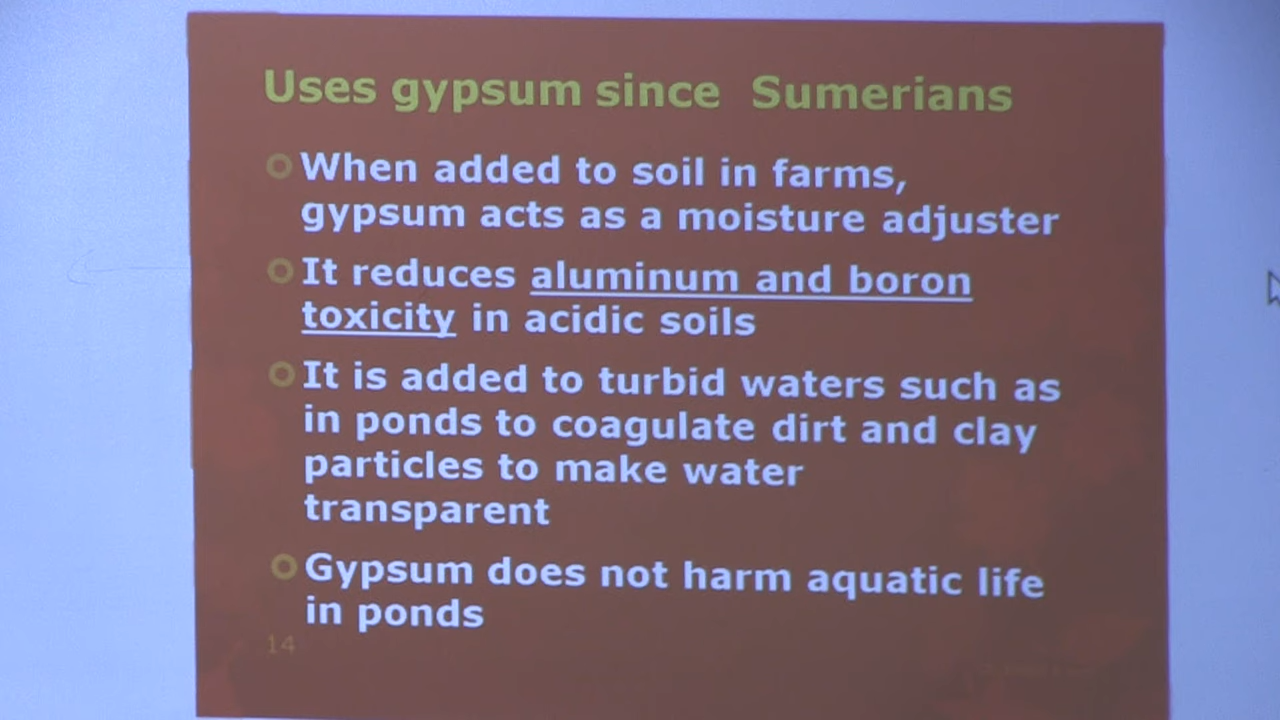 Uses gypsum since Sumerians
When added to soil in farms,
gypsum acts as a moisture adjuster
It reduces aluminum and boron
toxicity in acidic soils
It is added to turbid waters such as
in ponds to coagulate dirt and clay
particles to make water
transparent
Gypsum does not harm aquatic life
in ponds
14